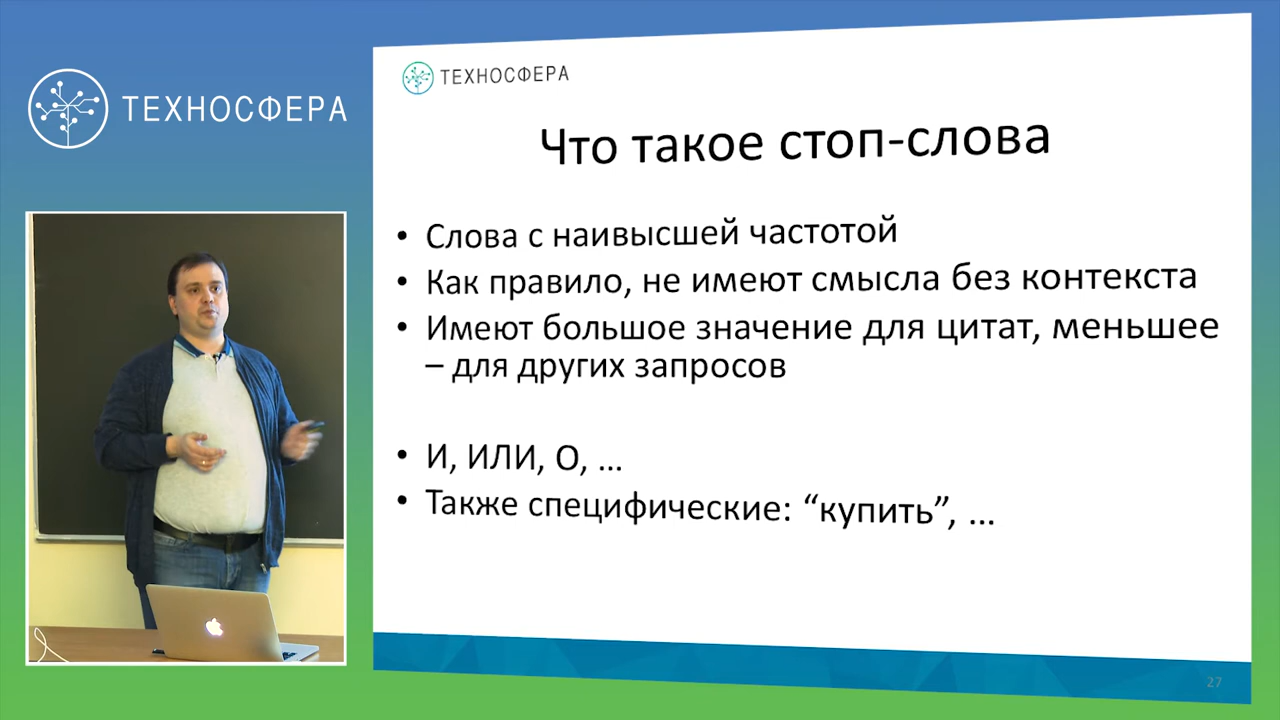 ТЕХНОСФЕРА
ТЕХНОСФЕРА
Что такое стоп-слова
• Слова с наивысшей частотой
• Как правило, не имеют смысла без контекста
• Имеют большое значение для цитат, меньшее
– для других запросов
• И, ИЛИ, О, …
• Также специфические: “купить”, …
27